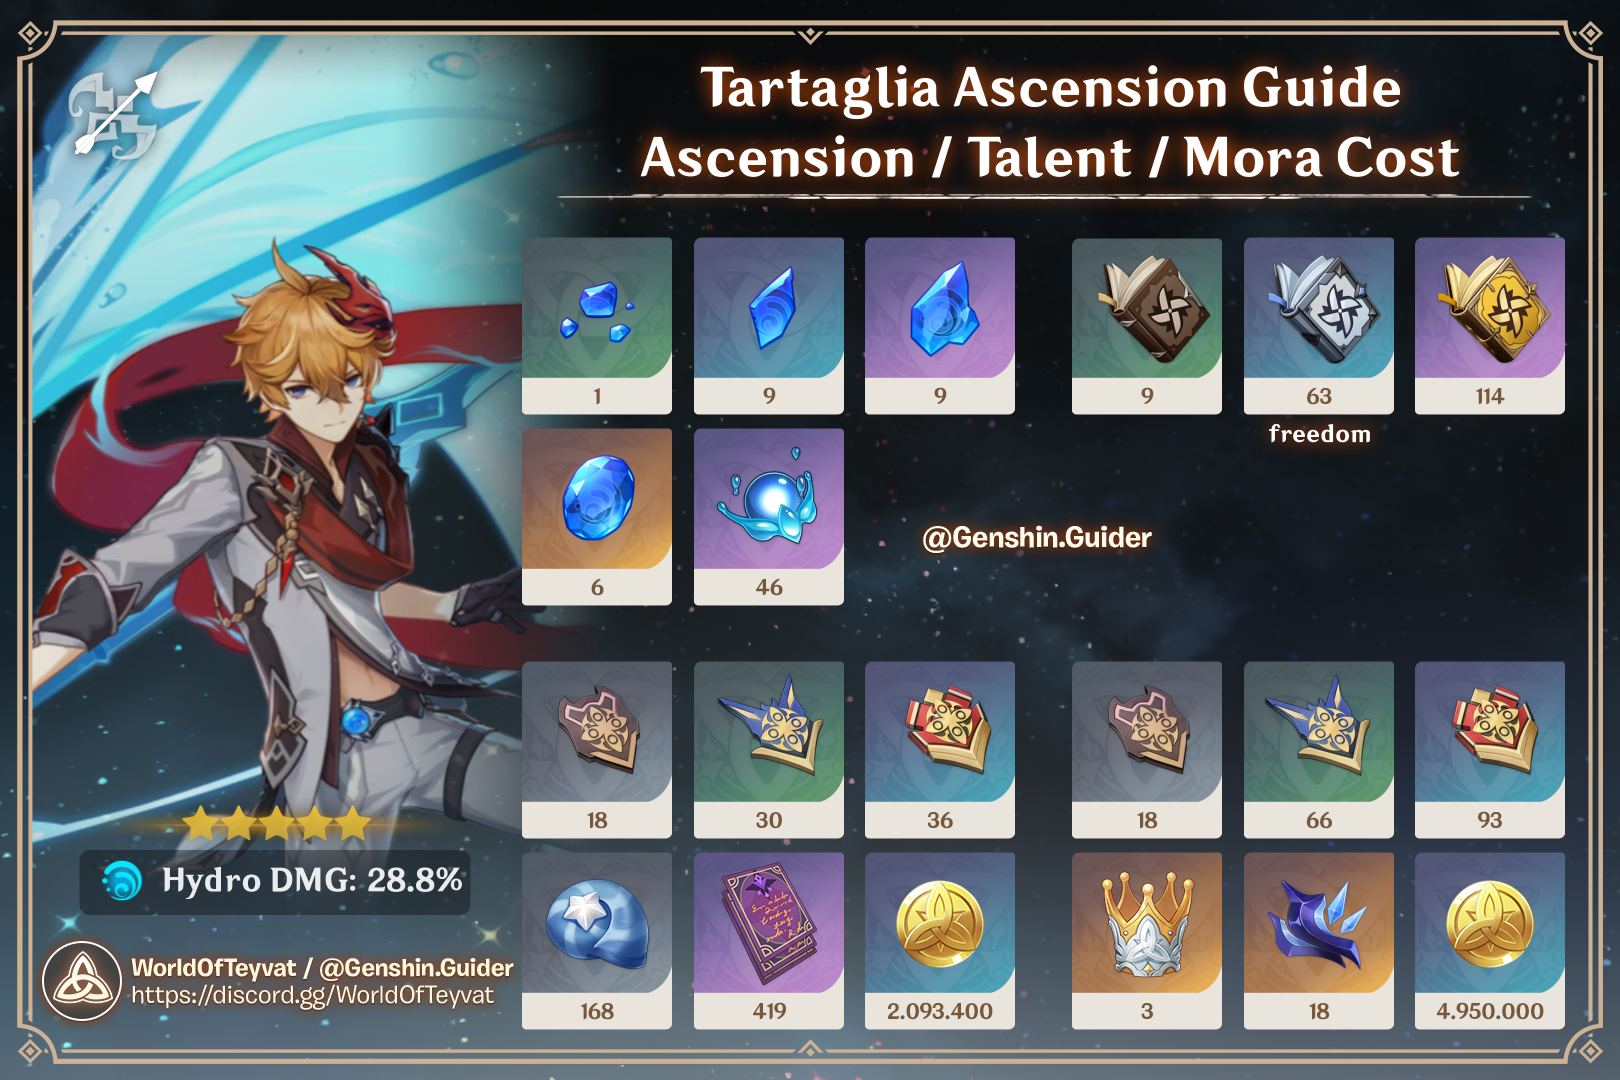 Tartaglia Ascension Guide
Ascension / Talent / Mora Cost
1
9
9
9
63
114
freedom
6
46
@Genshin.Guider
18
30
36
18
66
93
168
419
2.093.400
3
18
4.950.000
Hydro DMG: 28.8%
WorldOfTeyvat / @Genshin.Guider
https://discord.gg/WorldOfTeyvat